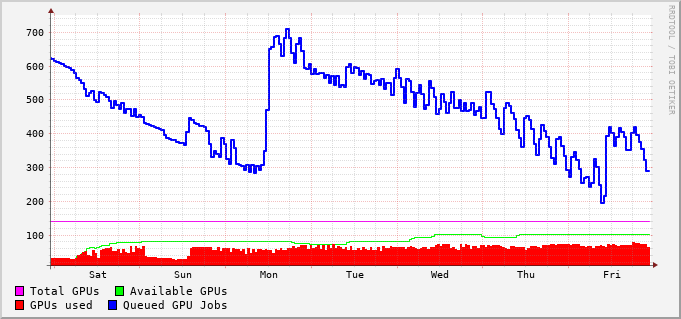 700
600
500
400
300
200
100
Sat Sun Mon Tue Wed Thu Fri
Total GPUs Available GPUs
GPUs used Queued GPU Jobs
RRDTOOL / TOBI OETIKER